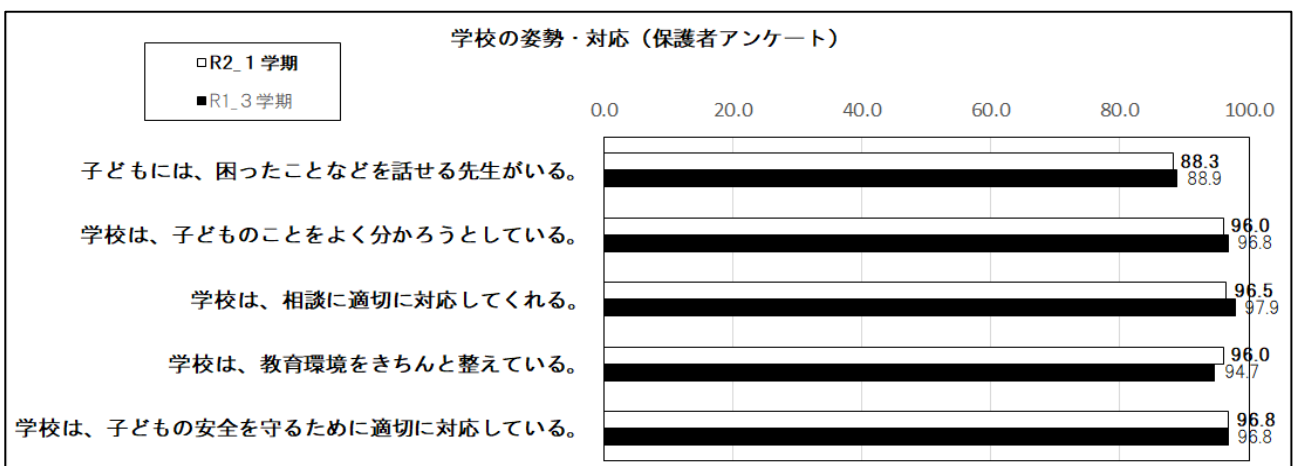 学校の姿勢・対応（保護者アンケート）
□R2_1学期
■R1_３学期
0.0 20.0 40.0 60.0 80.0 100.0
子どもには、困ったことなどを話せる先生がいる。
88.3
88.9
学校は、子どものことをよく分かろうとしている。
96.0
96.8
学校は、相談に適切に対応してくれる。
96.5
97.9
学校は、教育環境をきちんと整えている。
96.0
94.7
学校は、子どもの安全を守るために適切に対応している。
96.8
96.8